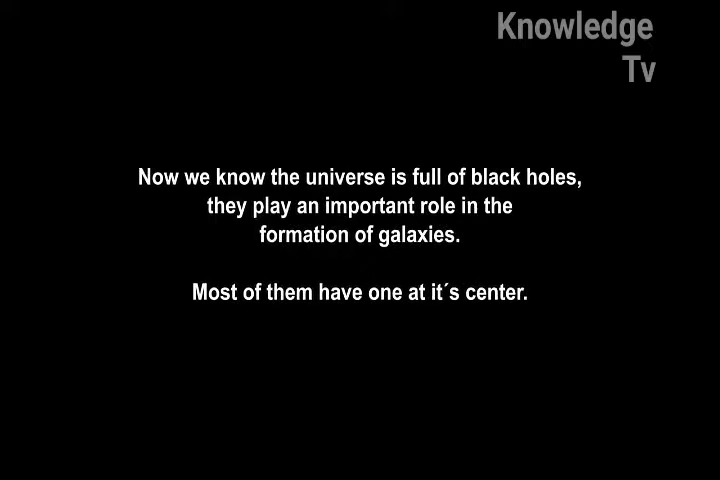 Knowledge
Tv
Now we know the universe is full of black holes,
they play an important role in the
formation of galaxies.
Most of them have one at it´s center.